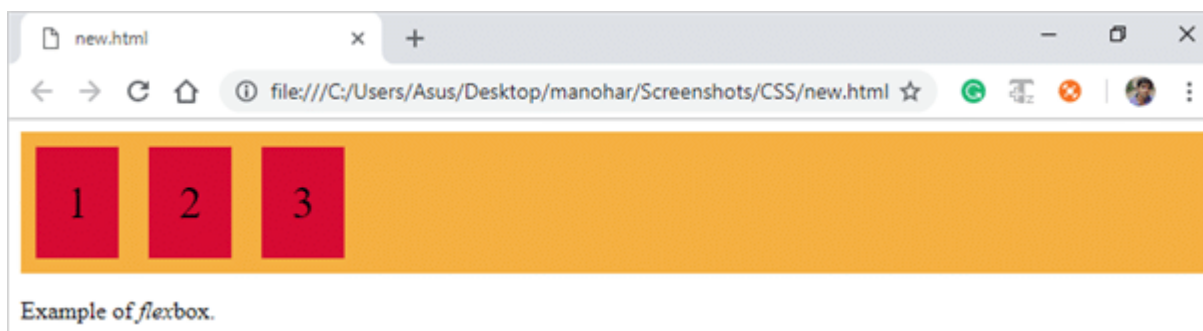 new.html
file:///C:/Users/Asus/Desktop/manohar/Screenshots/CSS/new.html
1 2 3
Example of flexbox.